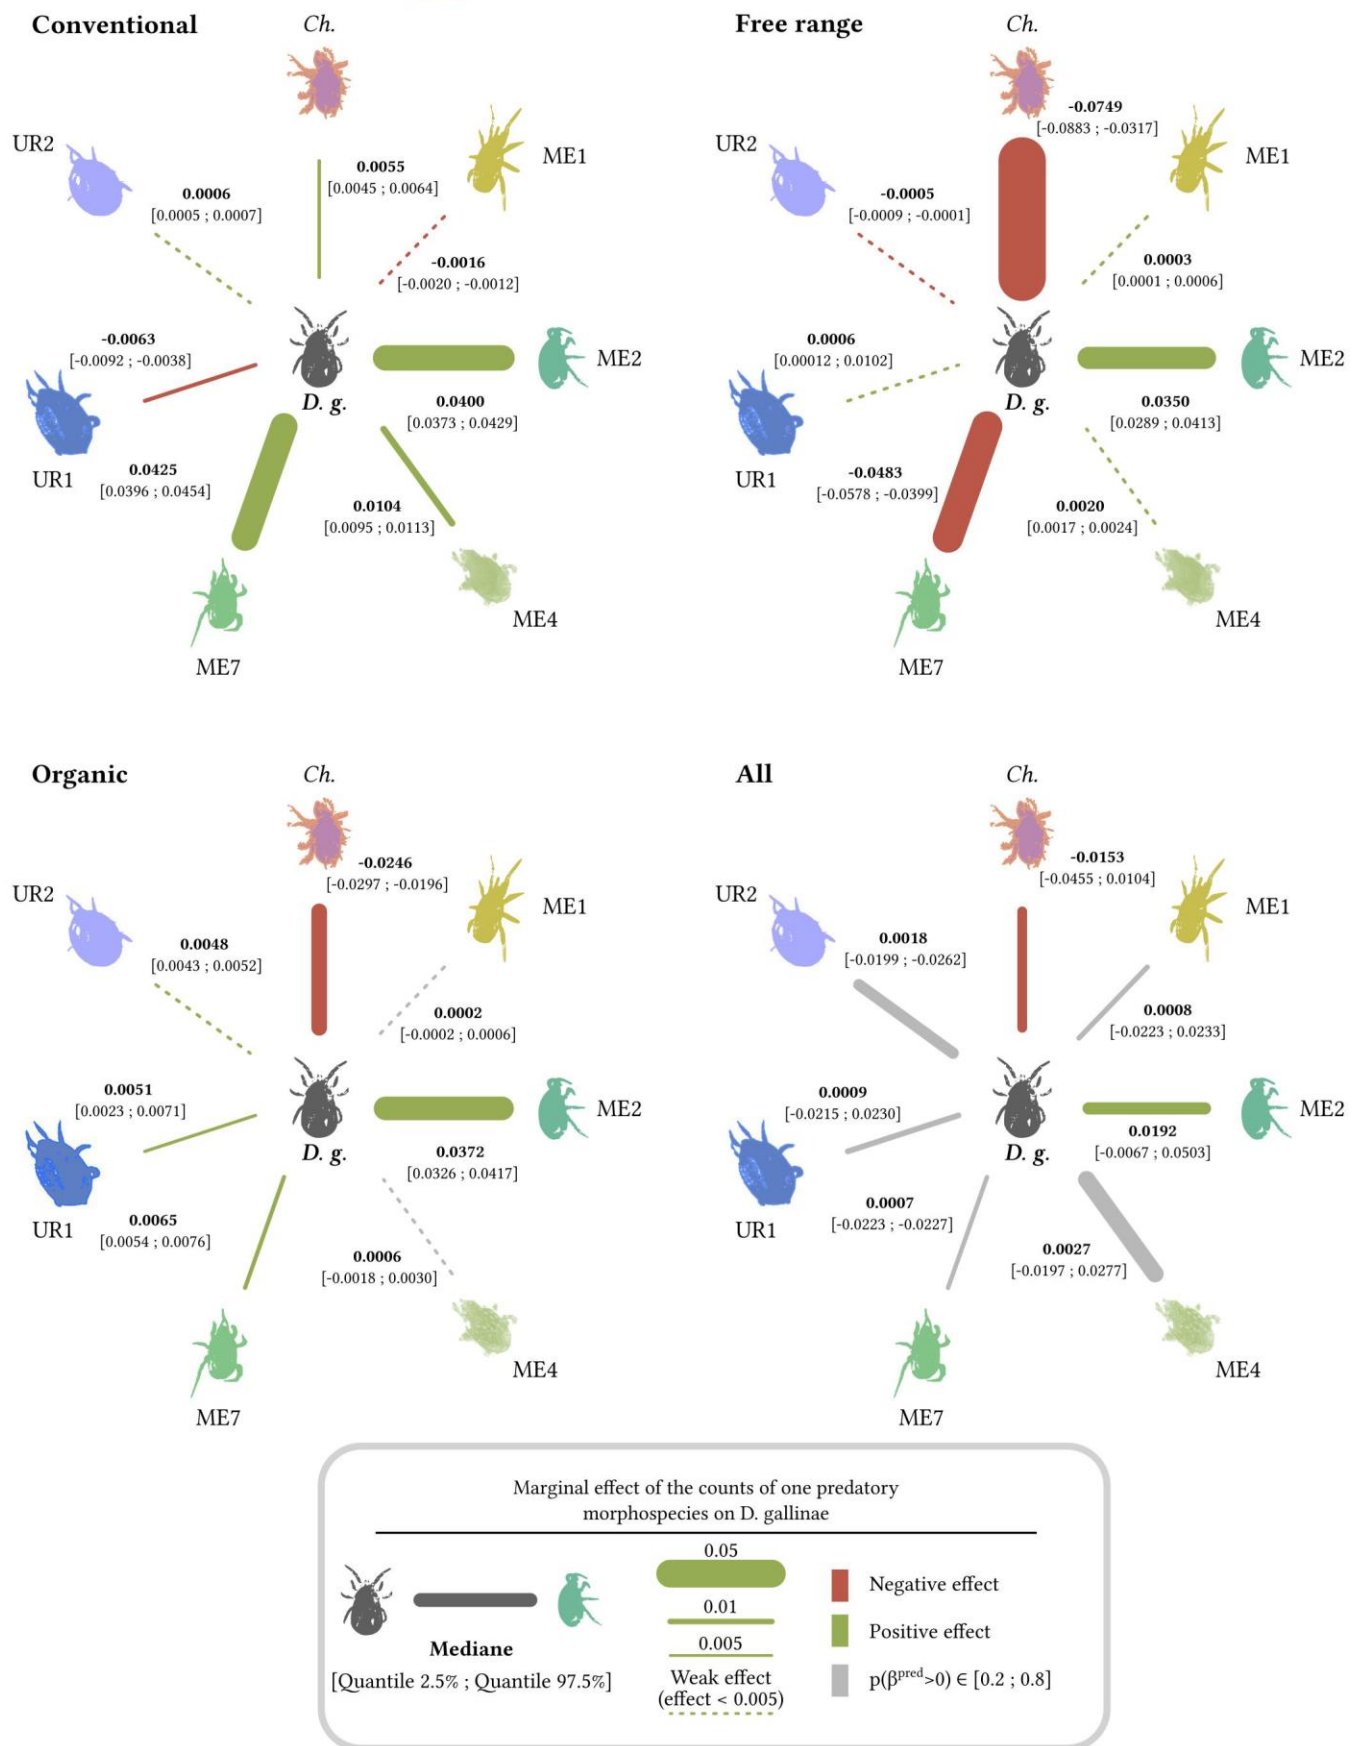 Conventional
Ch.
UR2
ME1
0.0055
[0.0045 ; 0.0064]
0.0006
[0.0005 ; 0.0007]
-0.0016
[-0.0020 ; -0.0012]
-0.0063
[-0.0092 ; -0.0038]
ME2
D. g.
0.0400
[0.0373 ; 0.0429]
UR1
0.0425
[0.0396 ; 0.0454]
0.0104
[0.0095 ; 0.0113]
ME4
ME7
Free range
Ch.
-0.0749
[-0.0883 ; -0.0317]
UR2
ME1
-0.0005
[-0.0009 ; -0.0001]
0.0003
[0.0001 ; 0.0006]
0.0006
[0.00012 ; 0.0102]
ME2
D. g.
0.0350
[0.0289 ; 0.0413]
UR1
-0.0483
[-0.0578 ; -0.0399]
0.0020
[0.0017 ; 0.0024]
ME4
ME7
Organic
Ch.
-0.0246
[-0.0297 ; -0.0196]
UR2
ME1
0.0048
[0.0043 ; 0.0052]
0.0002
[-0.0002 ; 0.0006]
0.0051
[0.0023 ; 0.0071]
ME2
D. g.
0.0372
[0.0326 ; 0.0417]
UR1
0.0065
[0.0054 ; 0.0076]
0.0006
[-0.0018 ; 0.0030]
ME4
ME7
All
Ch.
-0.0153
[-0.0455 ; 0.0104]
UR2
ME1
0.0018
[-0.0199 ; -0.0262]
0.0008
[-0.0223 ; 0.0233]
0.0009
[-0.0215 ; 0.0230]
ME2
D. g.
0.0192
[-0.0067 ; 0.0503]
UR1
0.0007
[-0.0223 ; -0.0227]
0.0027
[-0.0197 ; 0.0277]
ME4
ME7
Marginal effect of the counts of one predatory
morphospecies on D. gallinae
Mediane
[Quantile 2.5% ; Quantile 97.5%]
0.05
0.01
0.005
Weak effect
(effect < 0.005)
Negative effect
Positive effect
p(β^pred>0) ∈ [0.2 ; 0.8]